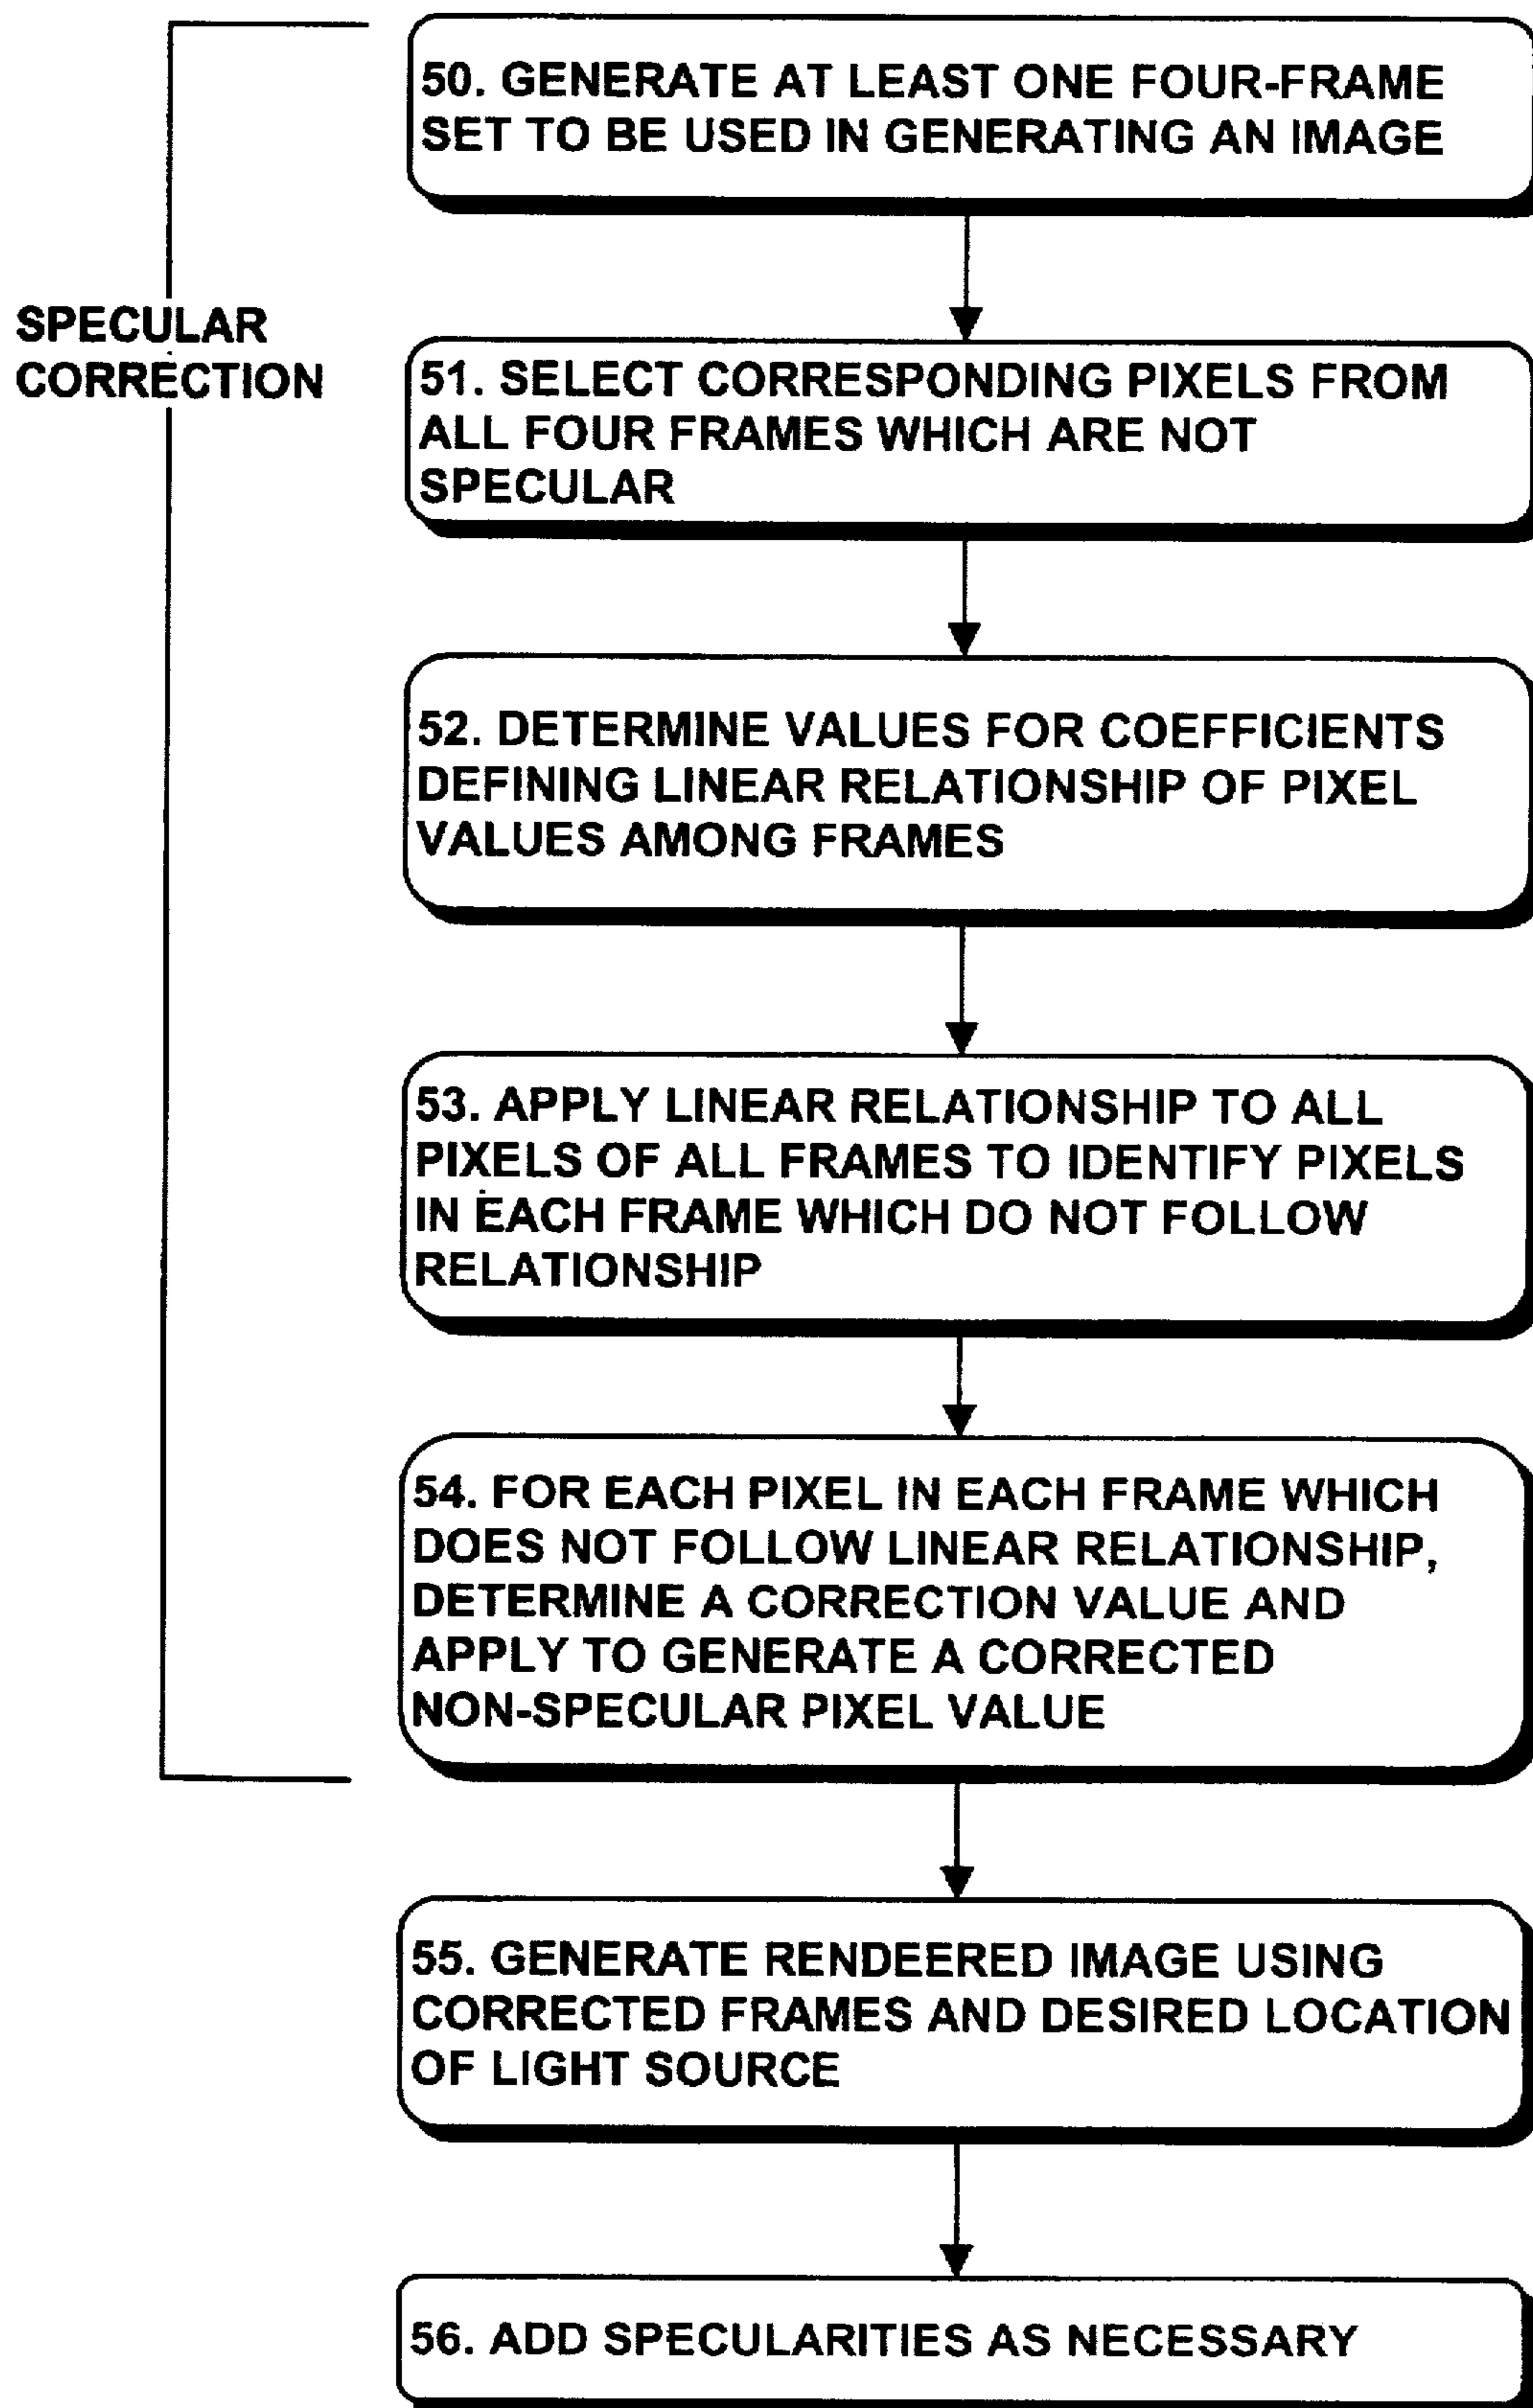 50. GENERATE AT LEAST ONE FOUR-FRAME
SET TO BE USED IN GENERATING AN IMAGE
SPECULAR
CORRECTION
51. SELECT CORRESPONDING PIXELS FROM
ALL FOUR FRAMES WHICH ARE NOT
SPECULAR
52. DETERMINE VALUES FOR COEFFICIENTS
DEFINING LINEAR RELATIONSHIP OF PIXEL
VALUES AMONG FRAMES
53. APPLY LINEAR RELATIONSHIP TO ALL
PIXELS OF ALL FRAMES TO IDENTIFY PIXELS
IN EACH FRAME WHICH DO NOT FOLLOW
RELATIONSHIP
54. FOR EACH PIXEL IN EACH FRAME WHICH
DOES NOT FOLLOW LINEAR RELATIONSHIP,
DETERMINE A CORRECTION VALUE AND
APPLY TO GENERATE A CORRECTED
NON-SPECULAR PIXEL VALUE
55. GENERATE RENDEERED IMAGE USING
CORRECTED FRAMES AND DESIRED LOCATION
OF LIGHT SOURCE
56. ADD SPECULARITIES AS NECESSARY